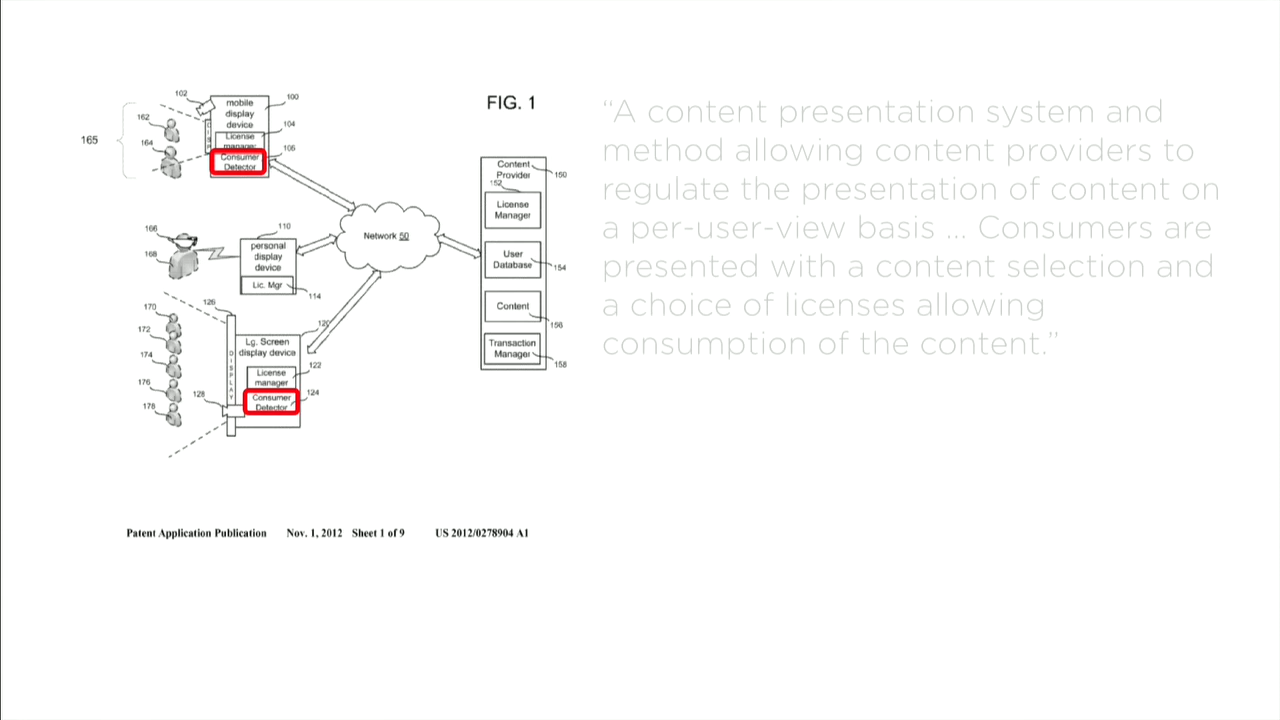 102
mobile
display
device
100
162
164
165
DISP
License
manager
104
Consumer
Detector
106
FIG. 1
“A content presentation system and
method allowing content providers to
regulate the presentation of content on
a per-user-view basis ... Consumers are
presented with a content selection and
a choice of licenses allowing
consumption of the content.”
Content
Provider
150
152
License
Manager
User
Database
154
Content
156
Transaction
Manager
158
Network 50
166
168
110
personal
display
device
Lic. Mgr
114
170
172
174
176
178
126
120
Lg. Screen
display device
DISPLAY
License
manager
122
Consumer
Detector
124
128
Patent Application Publication Nov. 1, 2012 Sheet 1 of 9 US 2012/0278904 A1